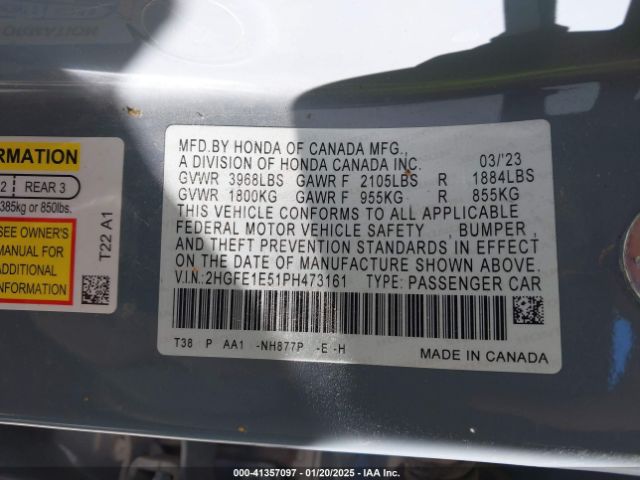 ORMATION
2 REAR 3
385kg or 850lbs.
SEE OWNER'S
MANUAL FOR
ADDITIONAL
FORMATION
T22 A1
MFD.BY HONDA OF CANADA MFG.,
A DIVISION OF HONDA CANADA INC. 03/'23
GVWR 3968LBS GAWR F 2105LBS R 1884LBS
GVWR 1800KG GAWR F 955KG R 855KG
THIS VEHICLE CONFORMS TO ALL APPLICABLE
FEDERAL MOTOR VEHICLE SAFETY, BUMPER,
AND THEFT PREVENTION STANDARDS IN EFFECT
ON THE DATE OF MANUFACTURE SHOWN ABOVE.
V.I.N.:2HGFE1E51PH473161 TYPE: PASSENGER CAR
T38 P AA1 -NH877P -E-H
MADE IN CANADA
000-41357097 - 01/20/2025 - IAA Inc.